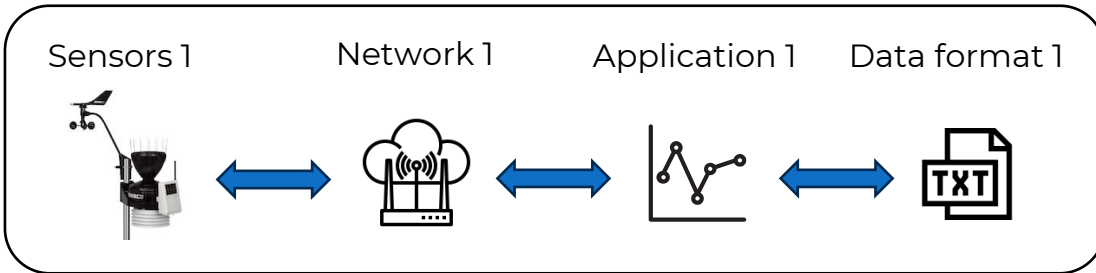 Sensors 1
Network 1
Application 1
Data format 1
TXT